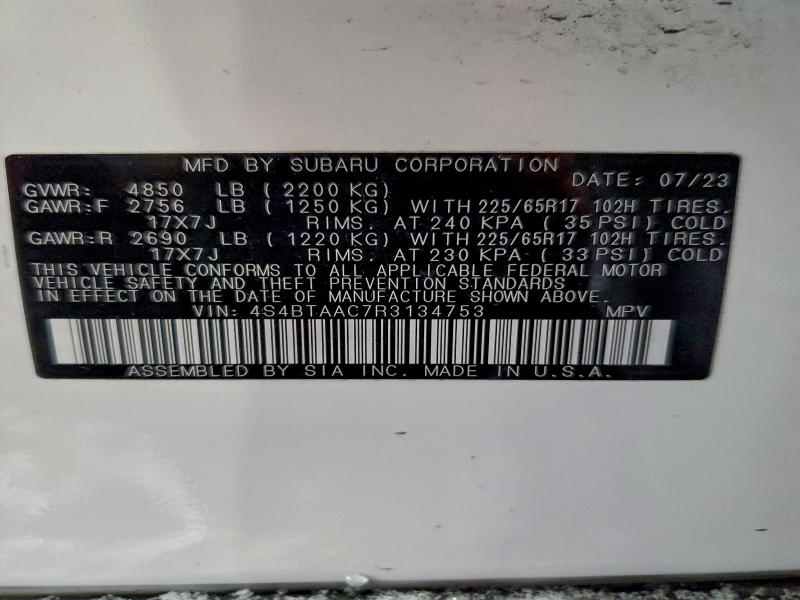 MFD BY SUBARU CORPORATION DATE: 07/23
GVWR: 4850 LB (2200 KG)
GAWR:F 2756 LB (1250 KG) WITH 225/65R17 102H TIRES.
17X7J RIMS. AT 240 KPA (35 PSI) COLD
GAWR:R 2690 LB (1220 KG) WITH 225/65R17 102H TIRES.
17X7J RIMS. AT 230 KPA (33 PSI) COLD
THIS VEHICLE CONFORMS TO ALL APPLICABLE FEDERAL MOTOR
VEHICLE SAFETY AND THEFT PREVENTION STANDARDS
IN EFFECT ON THE DATE OF MANUFACTURE SHOWN ABOVE.
VIN: 4S4BTAAC7R3134753 MPV
ASSEMBLED BY SIA INC. MADE IN U.S.A.